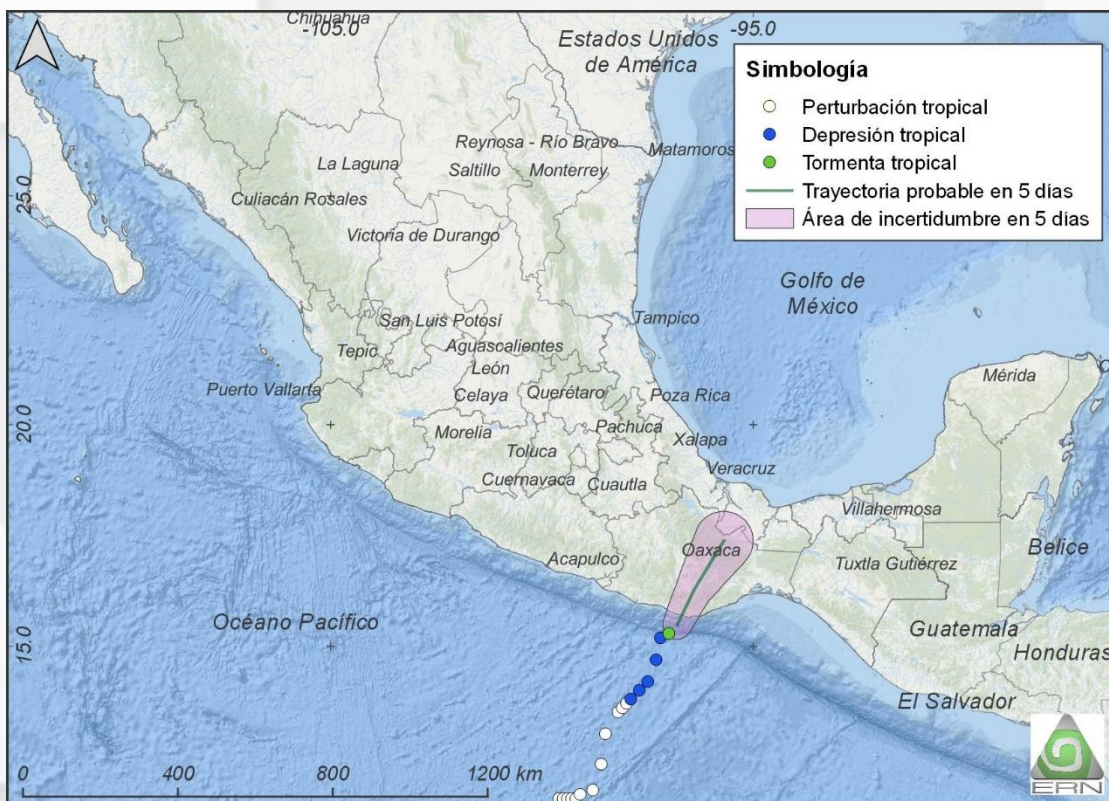 Chihuahua
-105.0
-95.0
Estados Unidos
de América
Simbología
Perturbación tropical
Depresión tropical
Tormenta tropical
Trayectoria probable en 5 días
Área de incertidumbre en 5 dias
Reynosa - Río Bravo
Matamoros
La Laguna
Saltillo
Monterrey
25.0
Culiacán Rosales
Victoria de Durango
Golfo de
México
San Luis Potosí
Tampico
Tepic
Aguascalientes
León
Mérida
Puerto Vallarta
Celaya
Querétaro
Poza Rica
20.0
Morelia
Pachuca
Xalapa
Toluca
Cuernavaca
Cuautla
Veracruz
Villahermosa
Acapulco
Oaxaca
Tuxtla Gutiérrez
Belice
Océano Pacífico
Guatemala
15.0
Honduras
El Salvador
0
400
800
1200 km
ERN